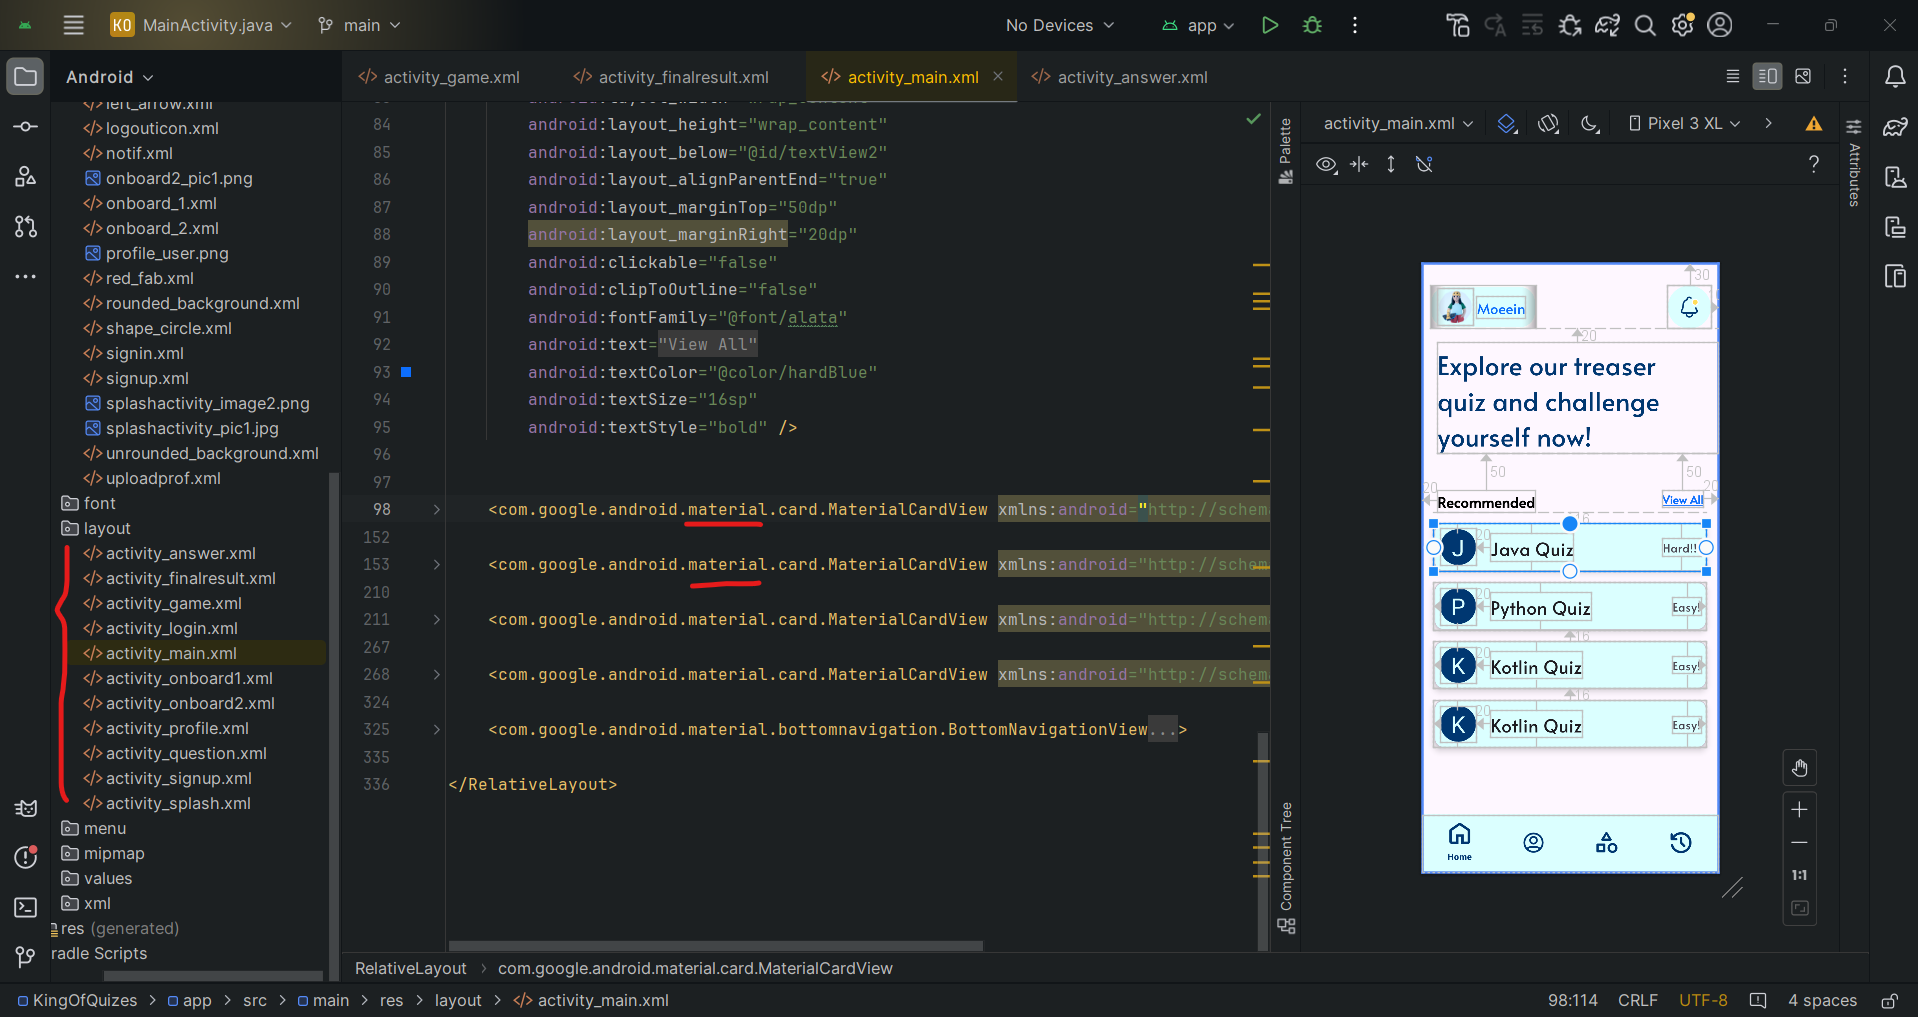 KO MainActivity.java
main
No Devices
app
Android
activity_game.xml
activity_finalresult.xml
activity_main.xml
activity_answer.xml
left_arrow.xml
logouticon.xml
notif.xml
onboard2_pic1.png
onboard_1.xml
onboard_2.xml
profile_user.png
red_fab.xml
rounded_background.xml
shape_circle.xml
signin.xml
signup.xml
splashactivity_image2.png
splashactivity_pic1.jpg
unrounded_background.xml
uploadprof.xml
font
layout
activity_answer.xml
activity_finalresult.xml
activity_game.xml
activity_login.xml
activity_main.xml
activity_onboard1.xml
activity_onboard2.xml
activity_profile.xml
activity_question.xml
activity_signup.xml
activity_splash.xml
menu
mipmap
values
xml
res (generated)
radle Scripts
84 android:layout_height="wrap_content"
85 android:layout_below="@id/textView2"
86 android:layout_alignParentEnd="true"
87 android:layout_marginTop="50dp"
88 android:layout_marginRight="20dp"
89 android:clickable="false"
90 android:clipToOutline="false"
91 android:fontFamily="@font/alata"
92 android:text="View All"
93 android:textColor="@color/hardBlue"
94 android:textSize="16sp"
95 android:textStyle="bold" />
96
97
98 <com.google.android.material.card.MaterialCardView xmlns:android="http://schem
152
153 <com.google.android.material.card.MaterialCardView xmlns:android="http://schem
210
211 <com.google.android.material.card.MaterialCardView xmlns:android="http://schem
267
268 <com.google.android.material.card.MaterialCardView xmlns:android="http://schem
324
325 <com.google.android.material.bottomnavigation.BottomNavigationView...>
335
336 </RelativeLayout>
RelativeLayout > com.google.android.material.card.MaterialCardView
Palette
Component Tree
activity_main.xml
Pixel 3 XL
?
Attributes
30
Moeein
20
Explore our treaser
quiz and challenge
yourself now!
50
50
20
20
Recommended
View All
16
20
J Java Quiz Hard!!
20
P Python Quiz Easy!
16
20
K Kotlin Quiz Easy!
16
20
K Kotlin Quiz Easy!
Home
1:1
KingOfQuizes > app > src > main > res > layout > activity_main.xml
98:114 CRLF UTF-8 4 spaces